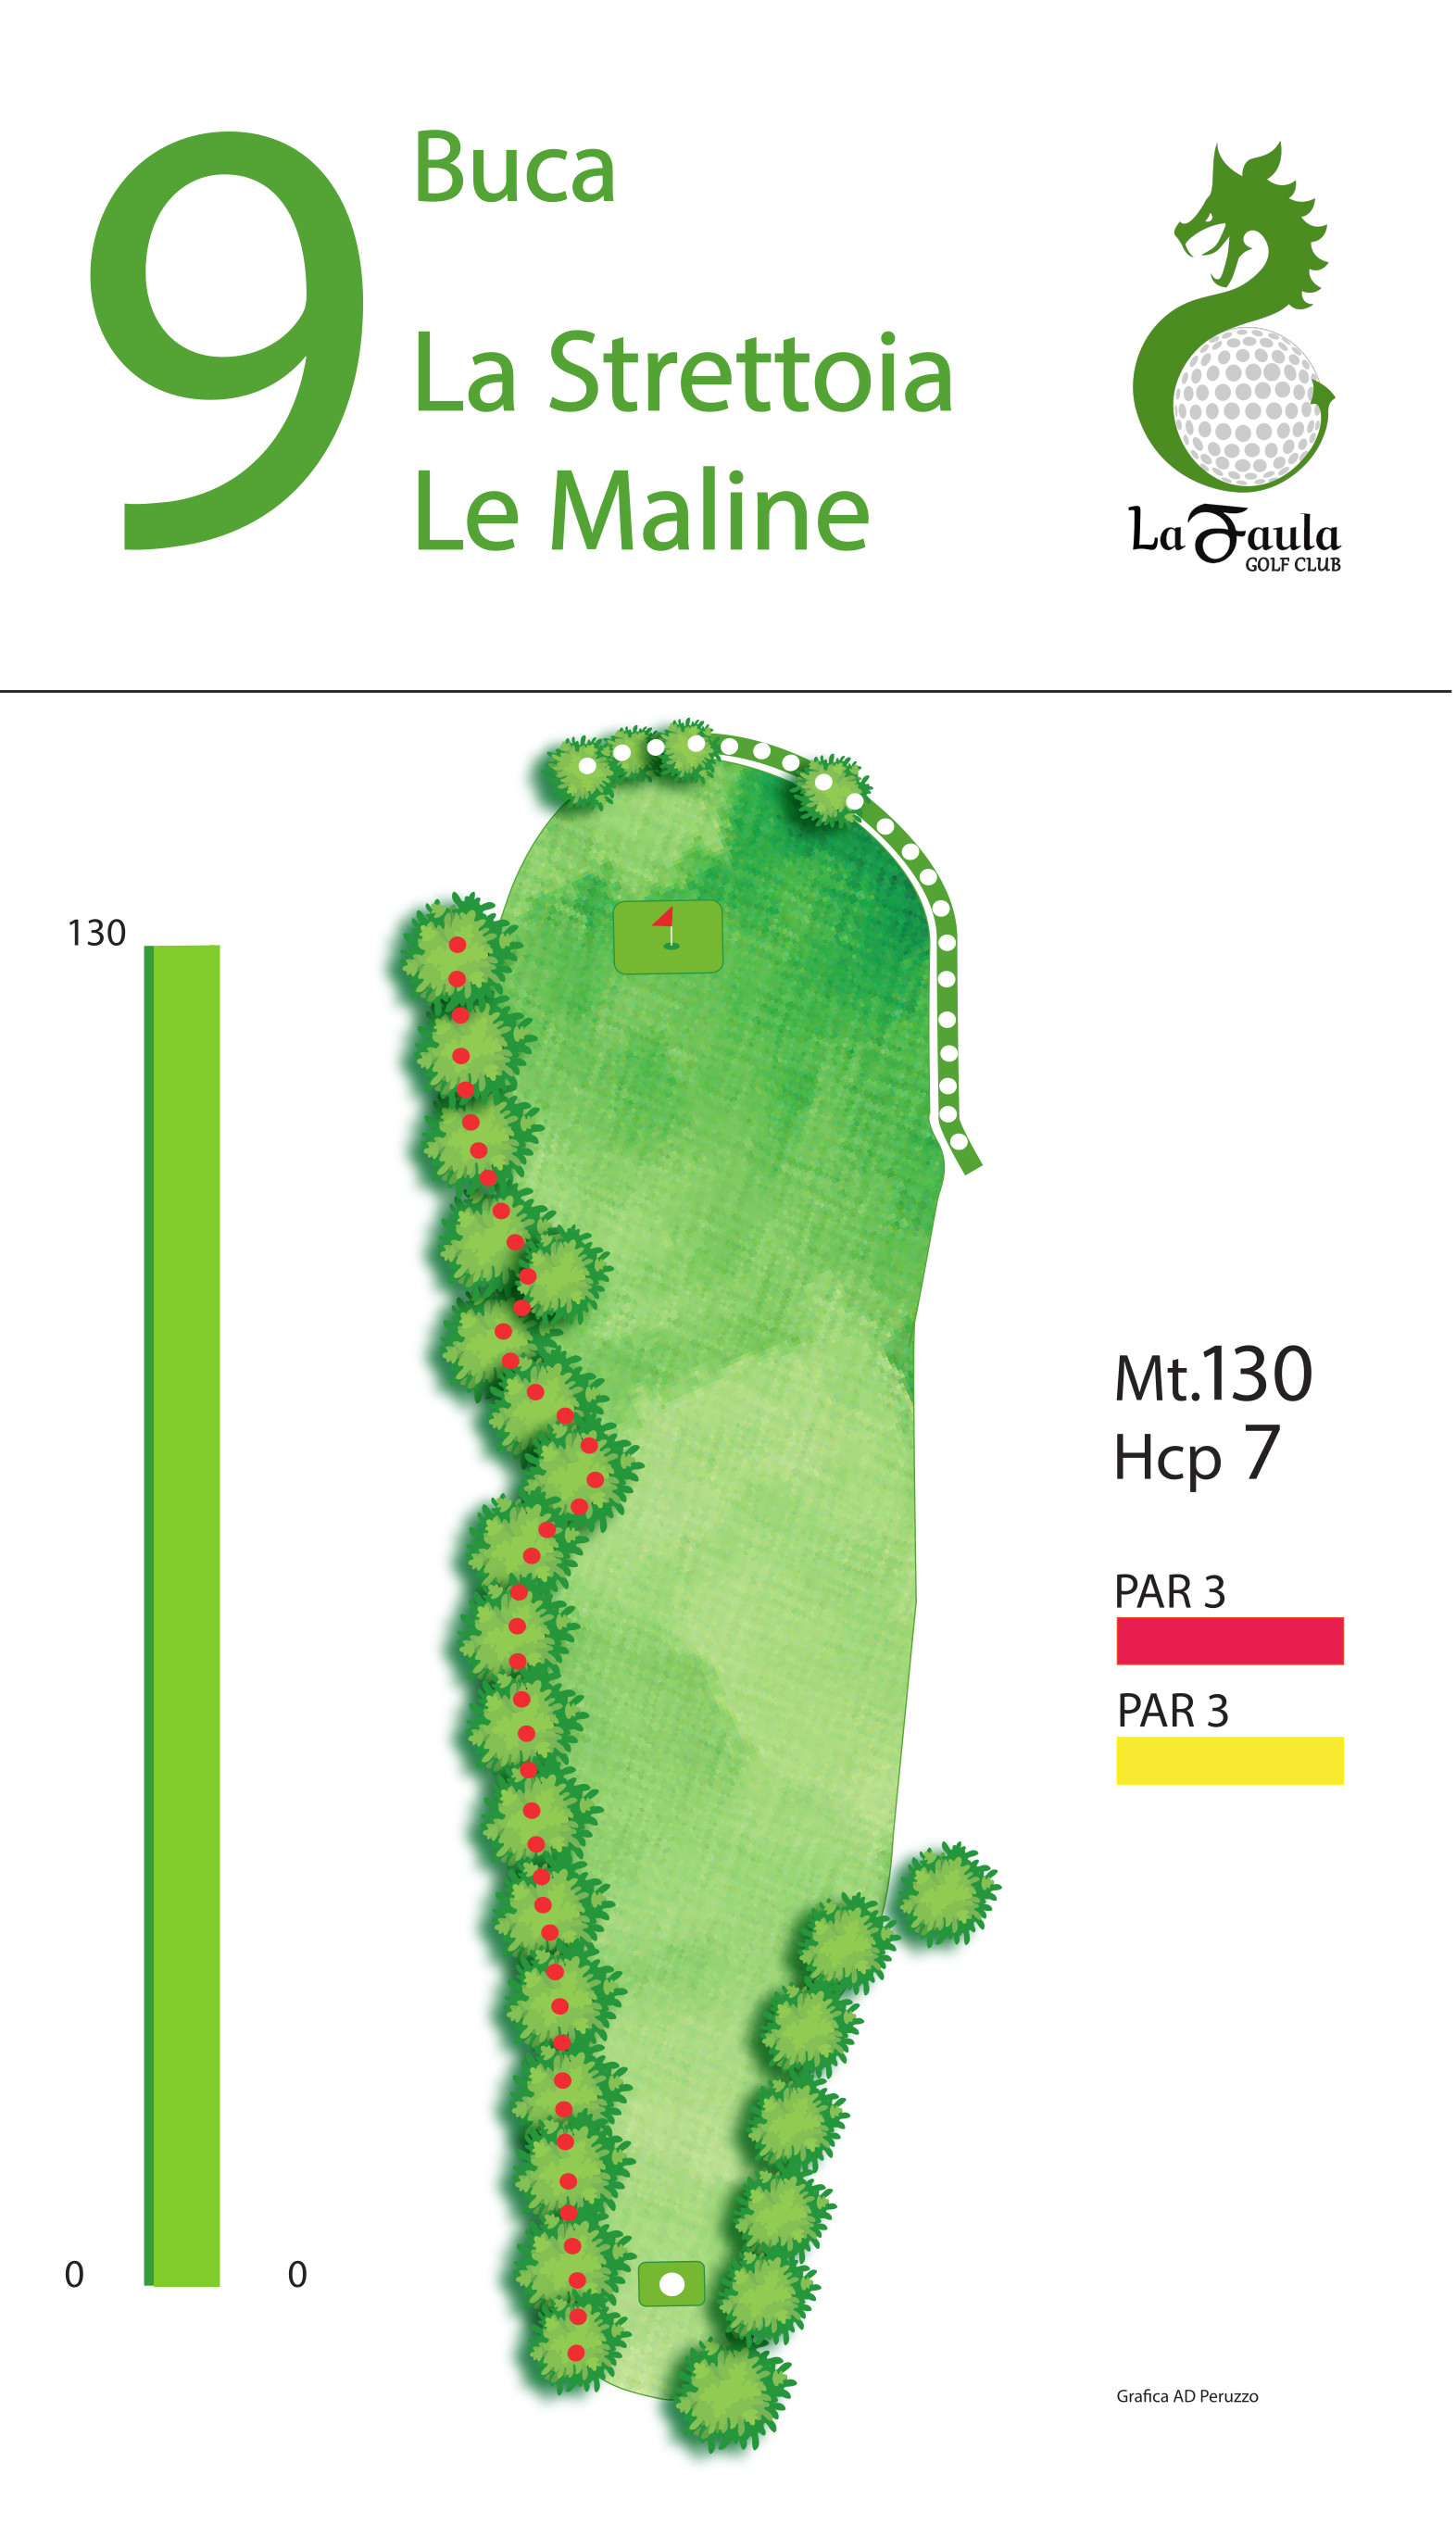 9
Buca
La Strettoia
Le Maline
La Faula
GOLF CLUB
130
Mt.130
Hcp 7
PAR 3
PAR 3
0
0
Grafica AD Peruzzo